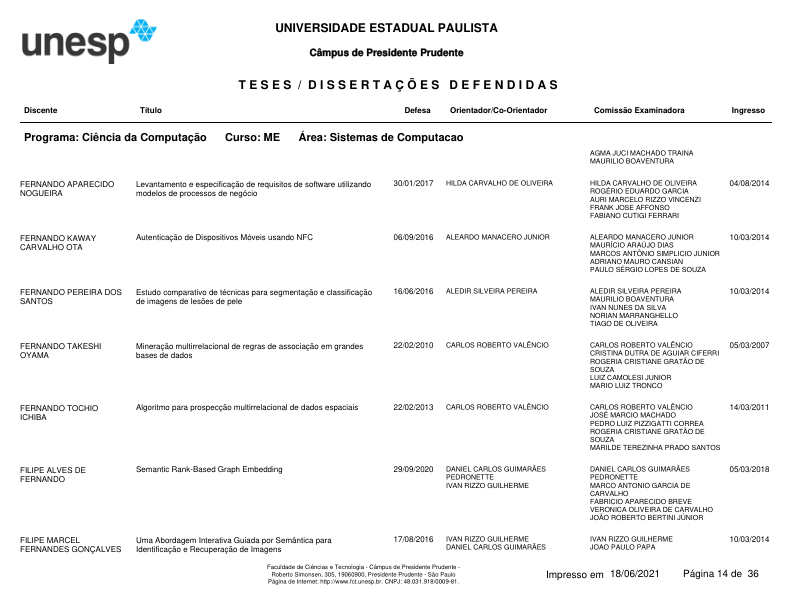 unesp
UNIVERSIDADE ESTADUAL PAULISTA
Câmpus de Presidente Prudente
TESES / DISSERTAÇÕES DEFENDIDAS
Discente Título Defesa Orientador/Co-Orientador Comissão Examinadora Ingresso
Programa: Ciência da Computação Curso: ME Área: Sistemas de Computacao
AGMA JUCI MACHADO TRAINA
MAURILIO BOAVENTURA
FERNANDO APARECIDO Levantamento e especificação de requisitos de software utilizando 30/01/2017 HILDA CARVALHO DE OLIVEIRA HILDA CARVALHO DE OLIVEIRA 04/08/2014
NOGUEIRA modelos de processos de negócio ROGÉRIO EDUARDO GARCIA
AURI MARCELO RIZZO VINCENZI
FRANK JOSE AFFONSO
FABIANO CUTIGI FERRARI
FERNANDO KAWAY Autenticação de Dispositivos Móveis usando NFC 06/09/2016 ALEARDO MANACERO JUNIOR ALEARDO MANACERO JUNIOR 10/03/2014
CARVALHO OTA MAURÍCIO ARAÚJO DIAS
MARCOS ANTÔNIO SIMPLICIO JUNIOR
ADRIANO MAURO CANSIAN
PAULO SÉRGIO LOPES DE SOUZA
FERNANDO PEREIRA DOS Estudo comparativo de técnicas para segmentação e classificação 16/06/2016 ALEDIR SILVEIRA PEREIRA ALEDIR SILVEIRA PEREIRA 10/03/2014
SANTOS de imagens de lesões de pele MAURILIO BOAVENTURA
IVAN NUNES DA SILVA
NORIAN MARRANGHELLO
TIAGO DE OLIVEIRA
FERNANDO TAKESHI Mineração multirrelacional de regras de associação em grandes 22/02/2010 CARLOS ROBERTO VALÊNCIO CARLOS ROBERTO VALÊNCIO 05/03/2007
OYAMA bases de dados CRISTINA DUTRA DE AGUIAR CIFERRI
ROGERIA CRISTIANE GRATÃO DE
SOUZA
LUIZ CAMOLESI JUNIOR
MARIO LUIZ TRONCO
FERNANDO TOCHIO Algoritmo para prospecção multirrelacional de dados espaciais 22/02/2013 CARLOS ROBERTO VALÊNCIO CARLOS ROBERTO VALÊNCIO 14/03/2011
ICHIBA JOSÉ MARCIO MACHADO
PEDRO LUIZ PIZZIGATTI CORREA
ROGERIA CRISTIANE GRATÃO DE
SOUZA
MARILDE TEREZINHA PRADO SANTOS
FILIPE ALVES DE Semantic Rank-Based Graph Embedding 29/09/2020 DANIEL CARLOS GUIMARÃES DANIEL CARLOS GUIMARÃES 05/03/2018
FERNANDO PEDRONETTE PEDRONETTE
IVAN RIZZO GUILHERME MARCO ANTONIO GARCIA DE
CARVALHO
FABRICIO APARECIDO BREVE
VERONICA OLIVEIRA DE CARVALHO
JOÃO ROBERTO BERTINI JÚNIOR
FILIPE MARCEL Uma Abordagem Interativa Guiada por Semântica para 17/08/2016 IVAN RIZZO GUILHERME IVAN RIZZO GUILHERME 10/03/2014
FERNANDES GONÇALVES Identificação e Recuperação de Imagens DANIEL CARLOS GUIMARÃES JOAO PAULO PAPA
Faculdade de Ciências e Tecnologia - Câmpus de Presidente Prudente -
Roberto Simonsen, 305, 19060900, Presidente Prudente - São Paulo
Página de Internet: http://www.fct.unesp.br. CNPJ: 48.031.918/0009-81.
Impresso em 18/06/2021 Página 14 de 36